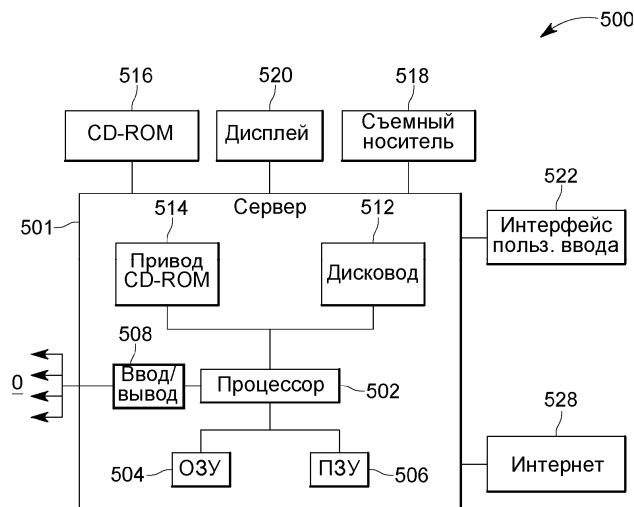 500
516
520
518
CD-ROM
Дисплей
Съемный
носитель
501
Сервер
514
512
522
Привод
CD-ROM
Дисковод
Интерфейс
польз. ввода
508
0
Ввод/
вывод
Процессор
502
528
504
ОЗУ
ПЗУ
506
Интернет